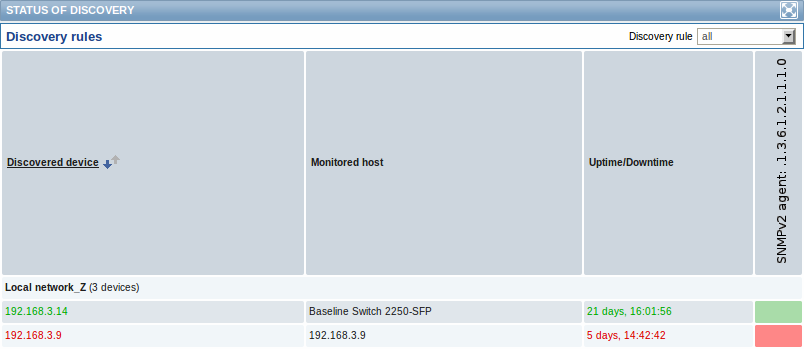 STATUS OF DISCOVERY
Discovery rules
Discovery rule all
Discovered device
Monitored host
Uptime/Downtime
SNMPv2 agent: .1.3.6.1.2.1.1.1.0
Local network_Z (3 devices)
192.168.3.14 Baseline Switch 2250-SFP 21 days, 16:01:56
192.168.3.9 192.168.3.9 5 days, 14:42:42